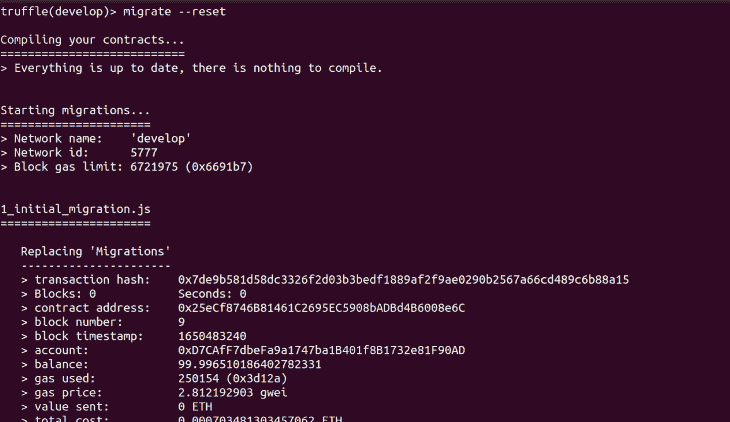 truffle(develop)> migrate --reset
Compiling your contracts...
===========================
> Everything is up to date, there is nothing to compile.
Starting migrations...
======================
> Network name:    'develop'
> Network id:      5777
> Block gas limit: 6721975 (0x6691b7)
1_initial_migration.js
======================
   Replacing 'Migrations'
   ----------------------
   > transaction hash:    0x7de9b581d58dc3326f2d03b3bedf1889af2f9ae0290b2567a66cd489c6b88a15
   > Blocks: 0            Seconds: 0
   > contract address:    0x25eCf8746B81461C2695EC5908bADBd4B6008e6C
   > block number:        9
   > block timestamp:     1650483240
   > account:             0xD7CAfF7dbeFa9a1747ba1B401f8B1732e81F90AD
   > balance:             99.996510186402782331
   > gas used:            250154 (0x3d12a)
   > gas price:           2.812192903 gwei
   > value sent:          0 ETH
   > total cost:          0.000703481303457062 ETH